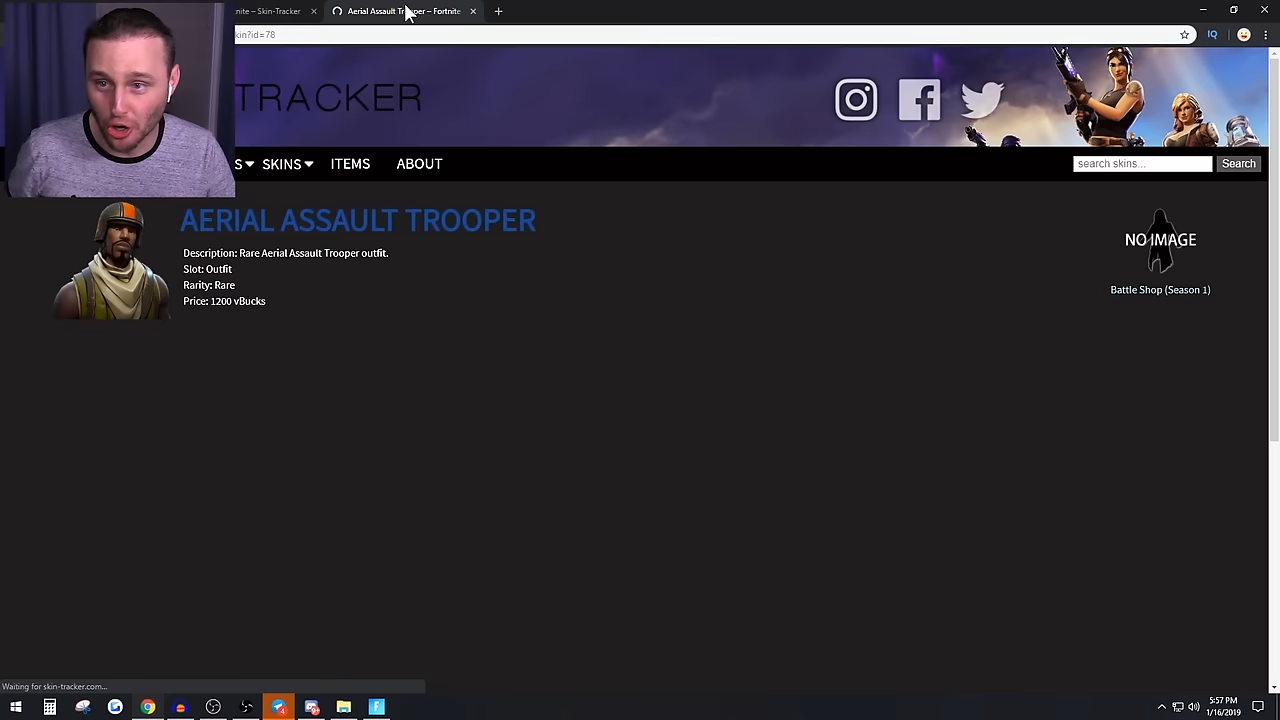 nite – Skin-Tracker
Aerial Assault Trooper – Fortnite
kin?id=78
IQ
TRACKER
S SKINS ITEMS ABOUT
search skins...
Search
AERIAL ASSAULT TROOPER
Description: Rare Aerial Assault Trooper outfit.
Slot: Outfit
Rarity: Rare
Price: 1200 vBucks
NO IMAGE
Battle Shop (Season 1)
Waiting for skin-tracker.com...
5:57 PM
1/16/2019